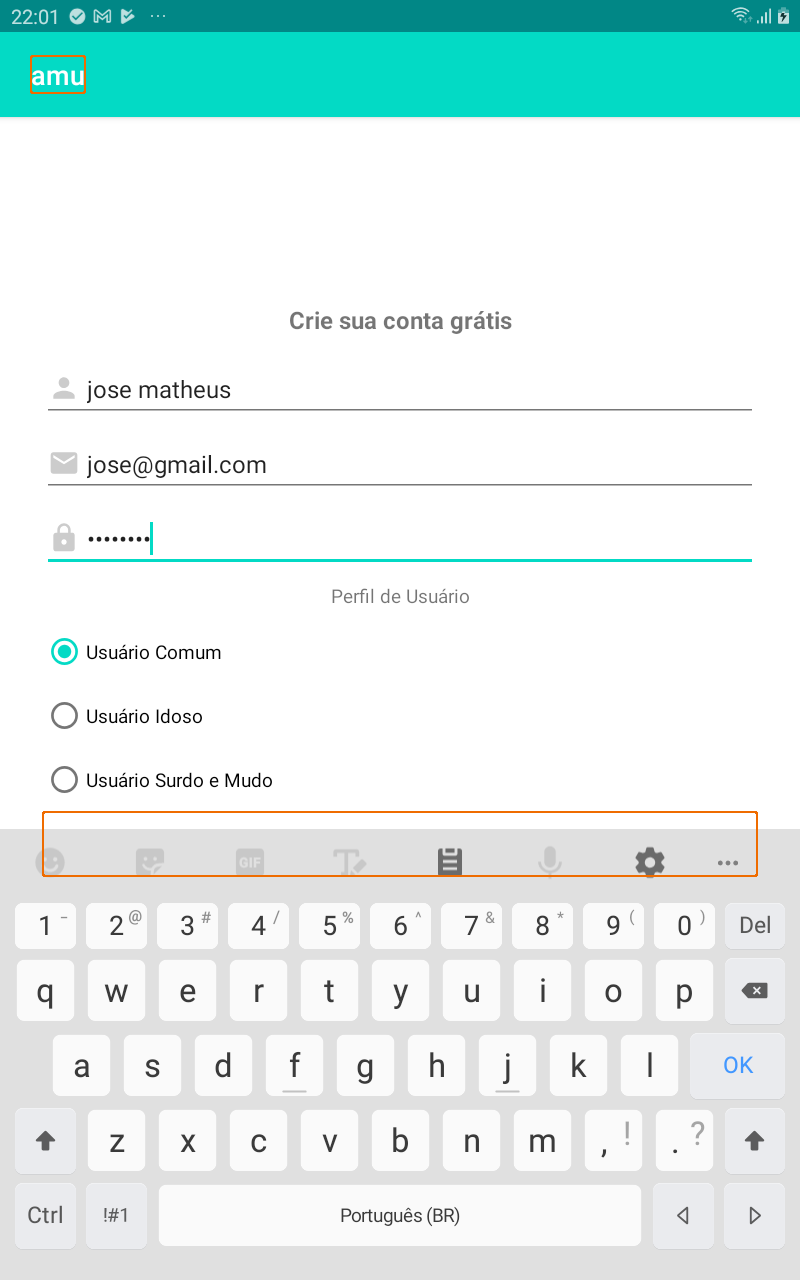 22:01
amu
Crie sua conta grátis
jose matheus
jose@gmail.com
••••••••
Perfil de Usuário
Usuário Comum
Usuário Idoso
Usuário Surdo e Mudo
GIF T ...
1 _ 2 @ 3 # 4 / 5 % 6 ^ 7 & 8 * 9 ( 0 ) Del
q w e r t y u i o p
a s d f g h j k l OK
z x c v b n m , ! . ?
Ctrl !#1 Português (BR)